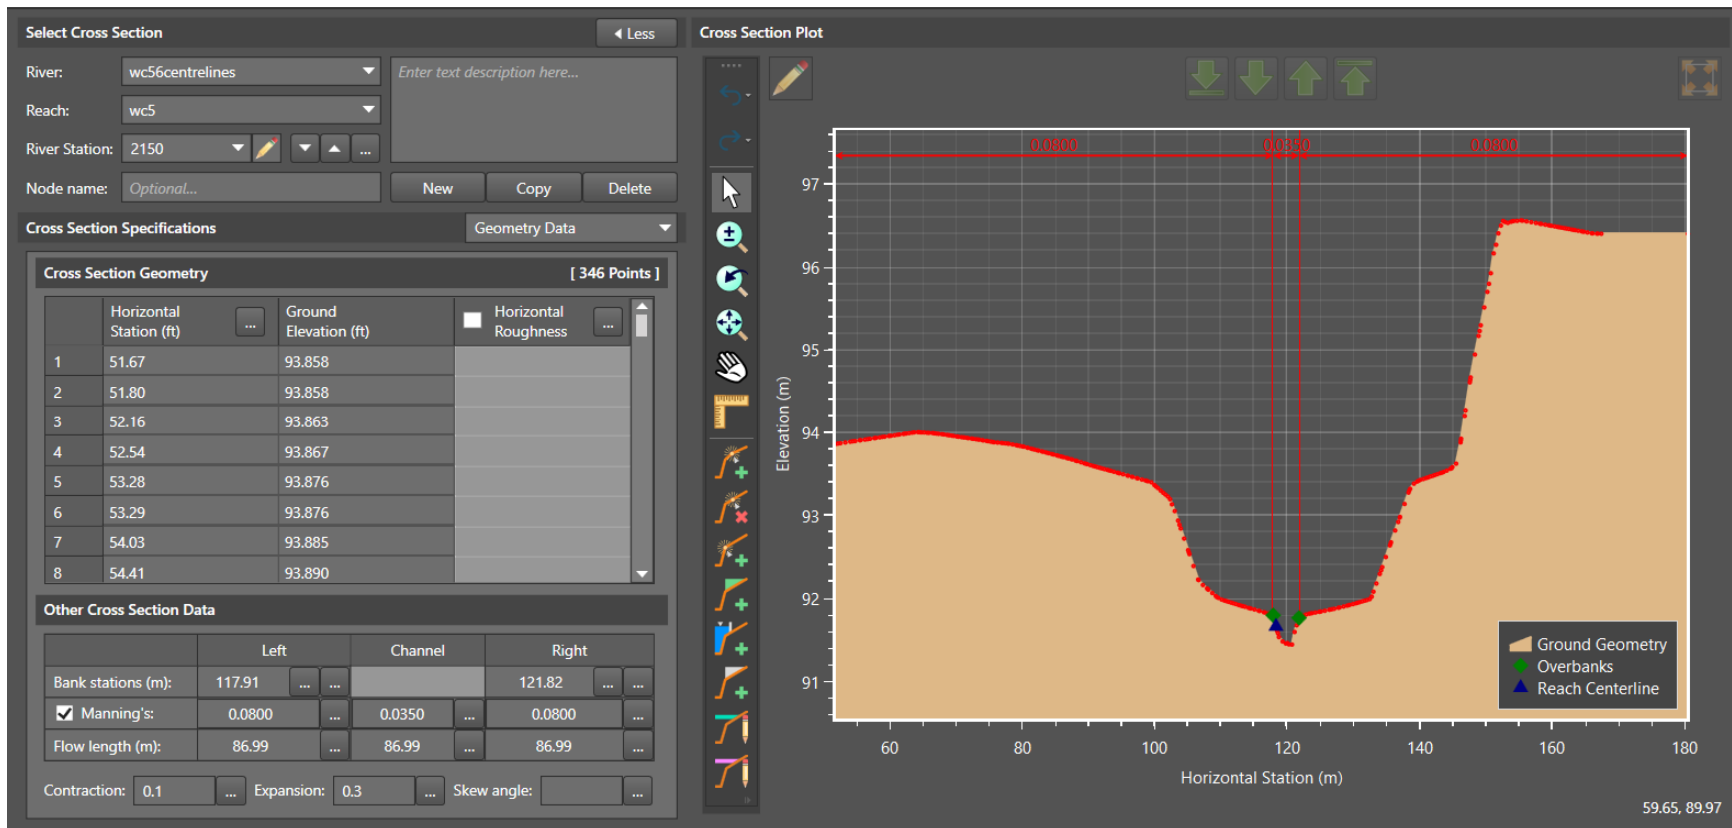 Select Cross Section
Less
River:
wc56centrelines
Enter text description here...
Reach:
wc5
River Station:
2150
...
Node name:
Optional...
New
Copy
Delete
Cross Section Specifications
Geometry Data
Cross Section Geometry
[ 346 Points ]
Horizontal Station (ft)
...
Ground Elevation (ft)
Horizontal Roughness
...
1 51.67 93.858
2 51.80 93.858
3 52.16 93.863
4 52.54 93.867
5 53.28 93.876
6 53.29 93.876
7 54.03 93.885
8 54.41 93.890
Other Cross Section Data
Left Channel Right
Bank stations (m): 117.91 ... ... 121.82 ... ...
Manning's: 0.0800 ... 0.0350 ... 0.0800 ...
Flow length (m): 86.99 ... 86.99 ... 86.99 ...
Contraction: 0.1 ... Expansion: 0.3 ... Skew angle: ...
Cross Section Plot
0.0800 0.0350 0.0800
97
96
95
94
93
92
91
Elevation (m)
Ground Geometry
Overbanks
Reach Centerline
60 80 100 120 140 160 180
Horizontal Station (m)
59.65, 89.97